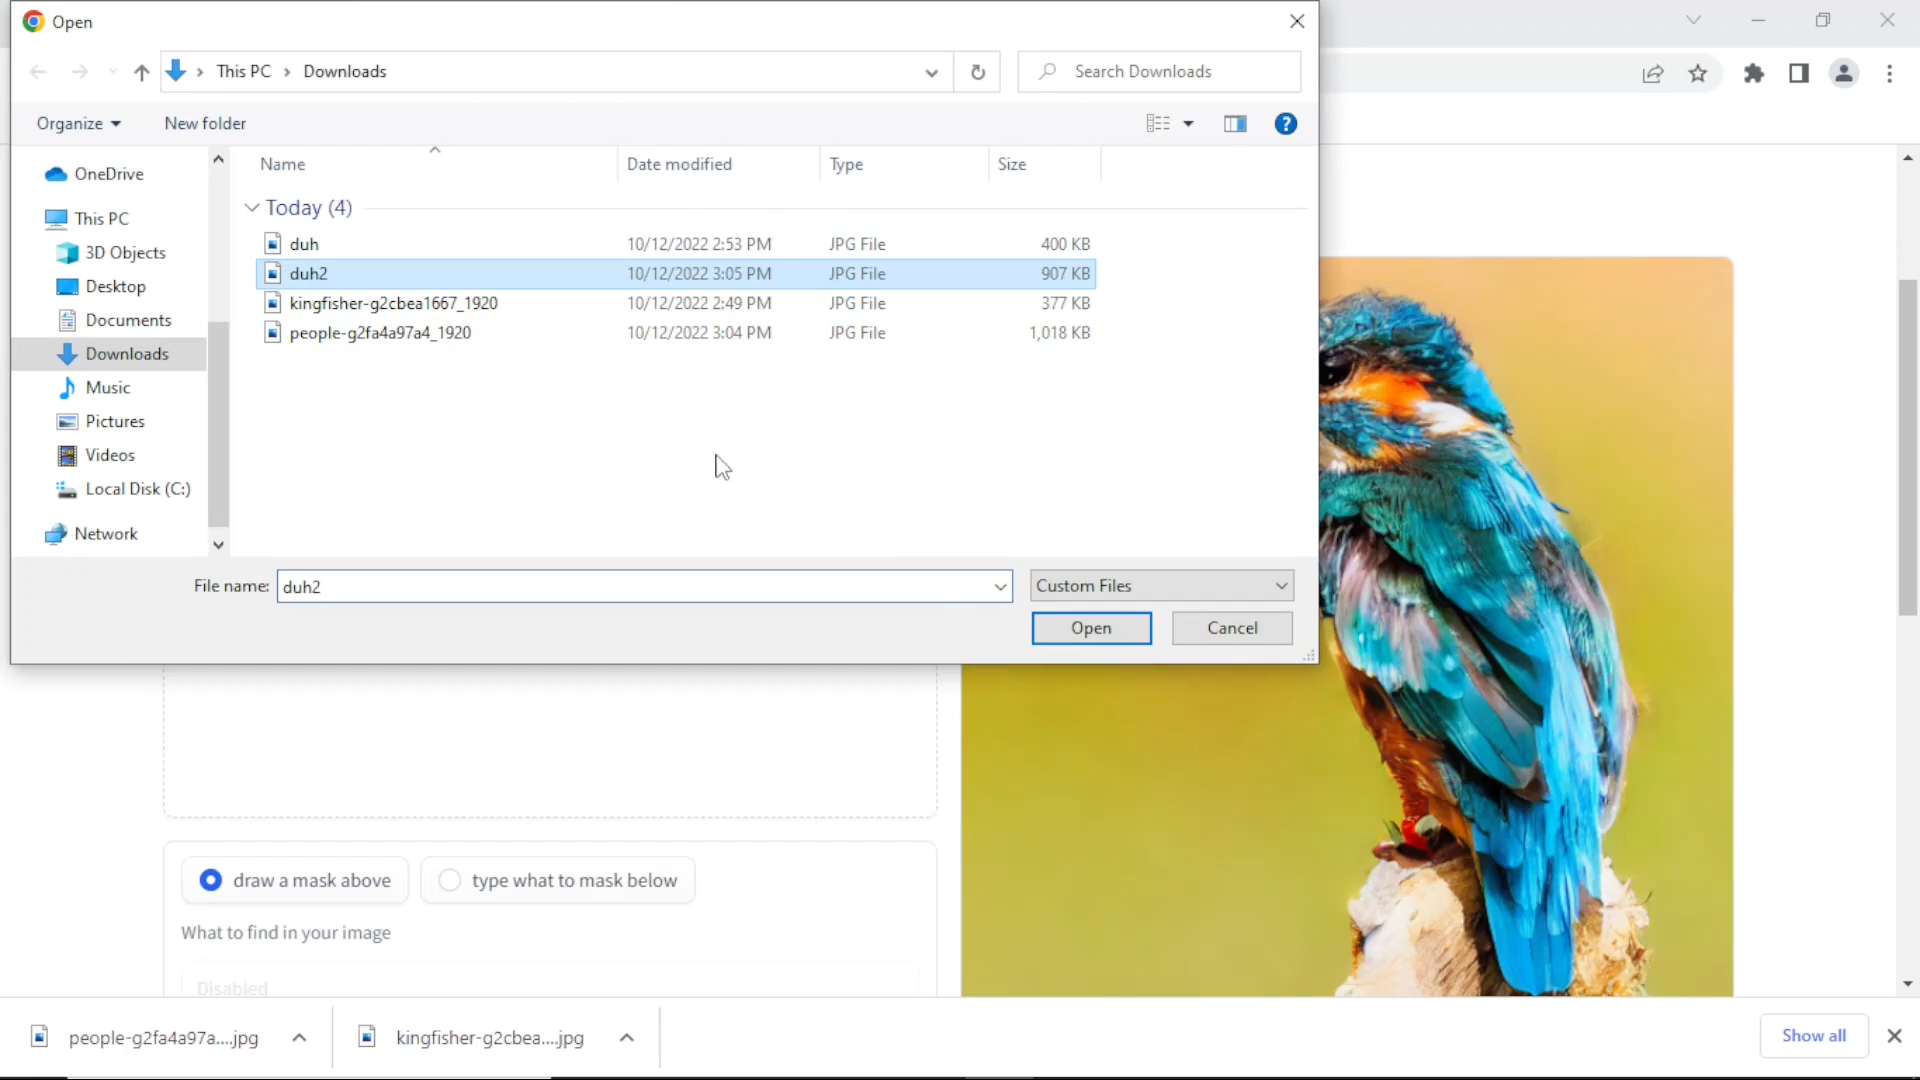 Open
This PC > Downloads
Search Downloads
Organize
New folder
Name
Date modified
Type
Size
OneDrive
This PC
3D Objects
Desktop
Documents
Downloads
Music
Pictures
Videos
Local Disk (C:)
Network
Today (4)
duh 10/12/2022 2:53 PM JPG File 400 KB
duh2 10/12/2022 3:05 PM JPG File 907 KB
kingfisher-g2cbea1667_1920 10/12/2022 2:49 PM JPG File 377 KB
people-g2fa4a97a4_1920 10/12/2022 3:04 PM JPG File 1,018 KB
File name: duh2
Custom Files
Open
Cancel
draw a mask above
type what to mask below
What to find in your image
Disabled
people-g2fa4a97a....jpg
kingfisher-g2cbea....jpg
Show all